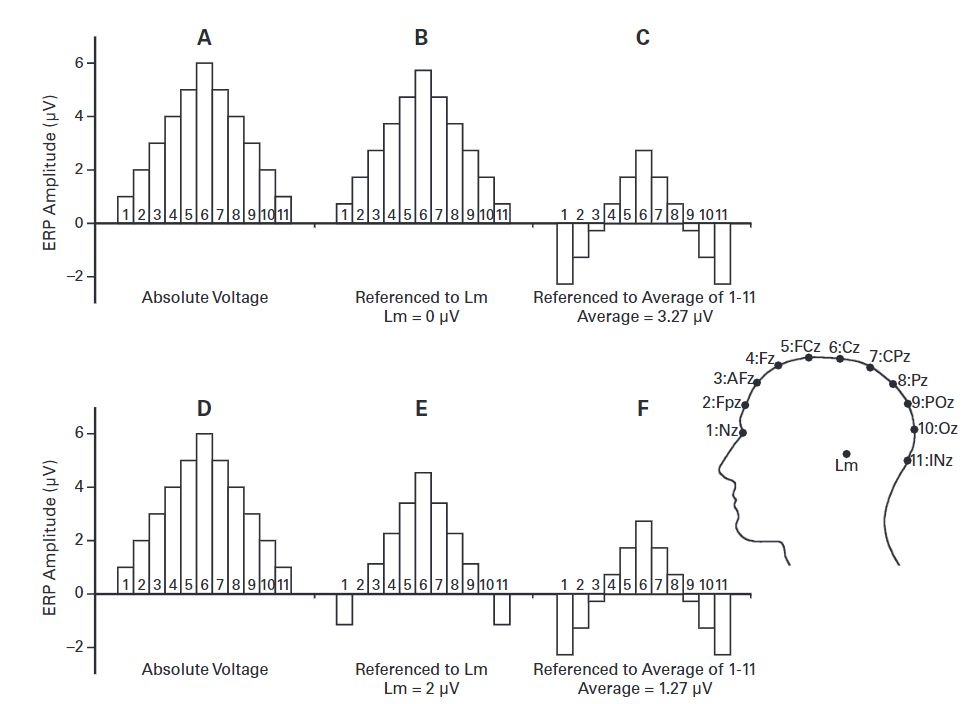 A B C
ERP Amplitude (µV)
6
4
2
0
–2
1 2 3 4 5 6 7 8 9 10 11
1 2 3 4 5 6 7 8 9 10 11
1 2 3 4 5 6 7 8 9 10 11
Absolute Voltage
Referenced to Lm
Lm = 0 µV
Referenced to Average of 1-11
Average = 3.27 µV
D E F
ERP Amplitude (µV)
6
4
2
0
–2
1 2 3 4 5 6 7 8 9 10 11
1 2 3 4 5 6 7 8 9 10 11
1 2 3 4 5 6 7 8 9 10 11
Absolute Voltage
Referenced to Lm
Lm = 2 µV
Referenced to Average of 1-11
Average = 1.27 µV
1:Nz
2:Fpz
3:AFz
4:Fz
5:FCz
6:Cz
7:CPz
8:Pz
9:POz
10:Oz
11:INz
Lm